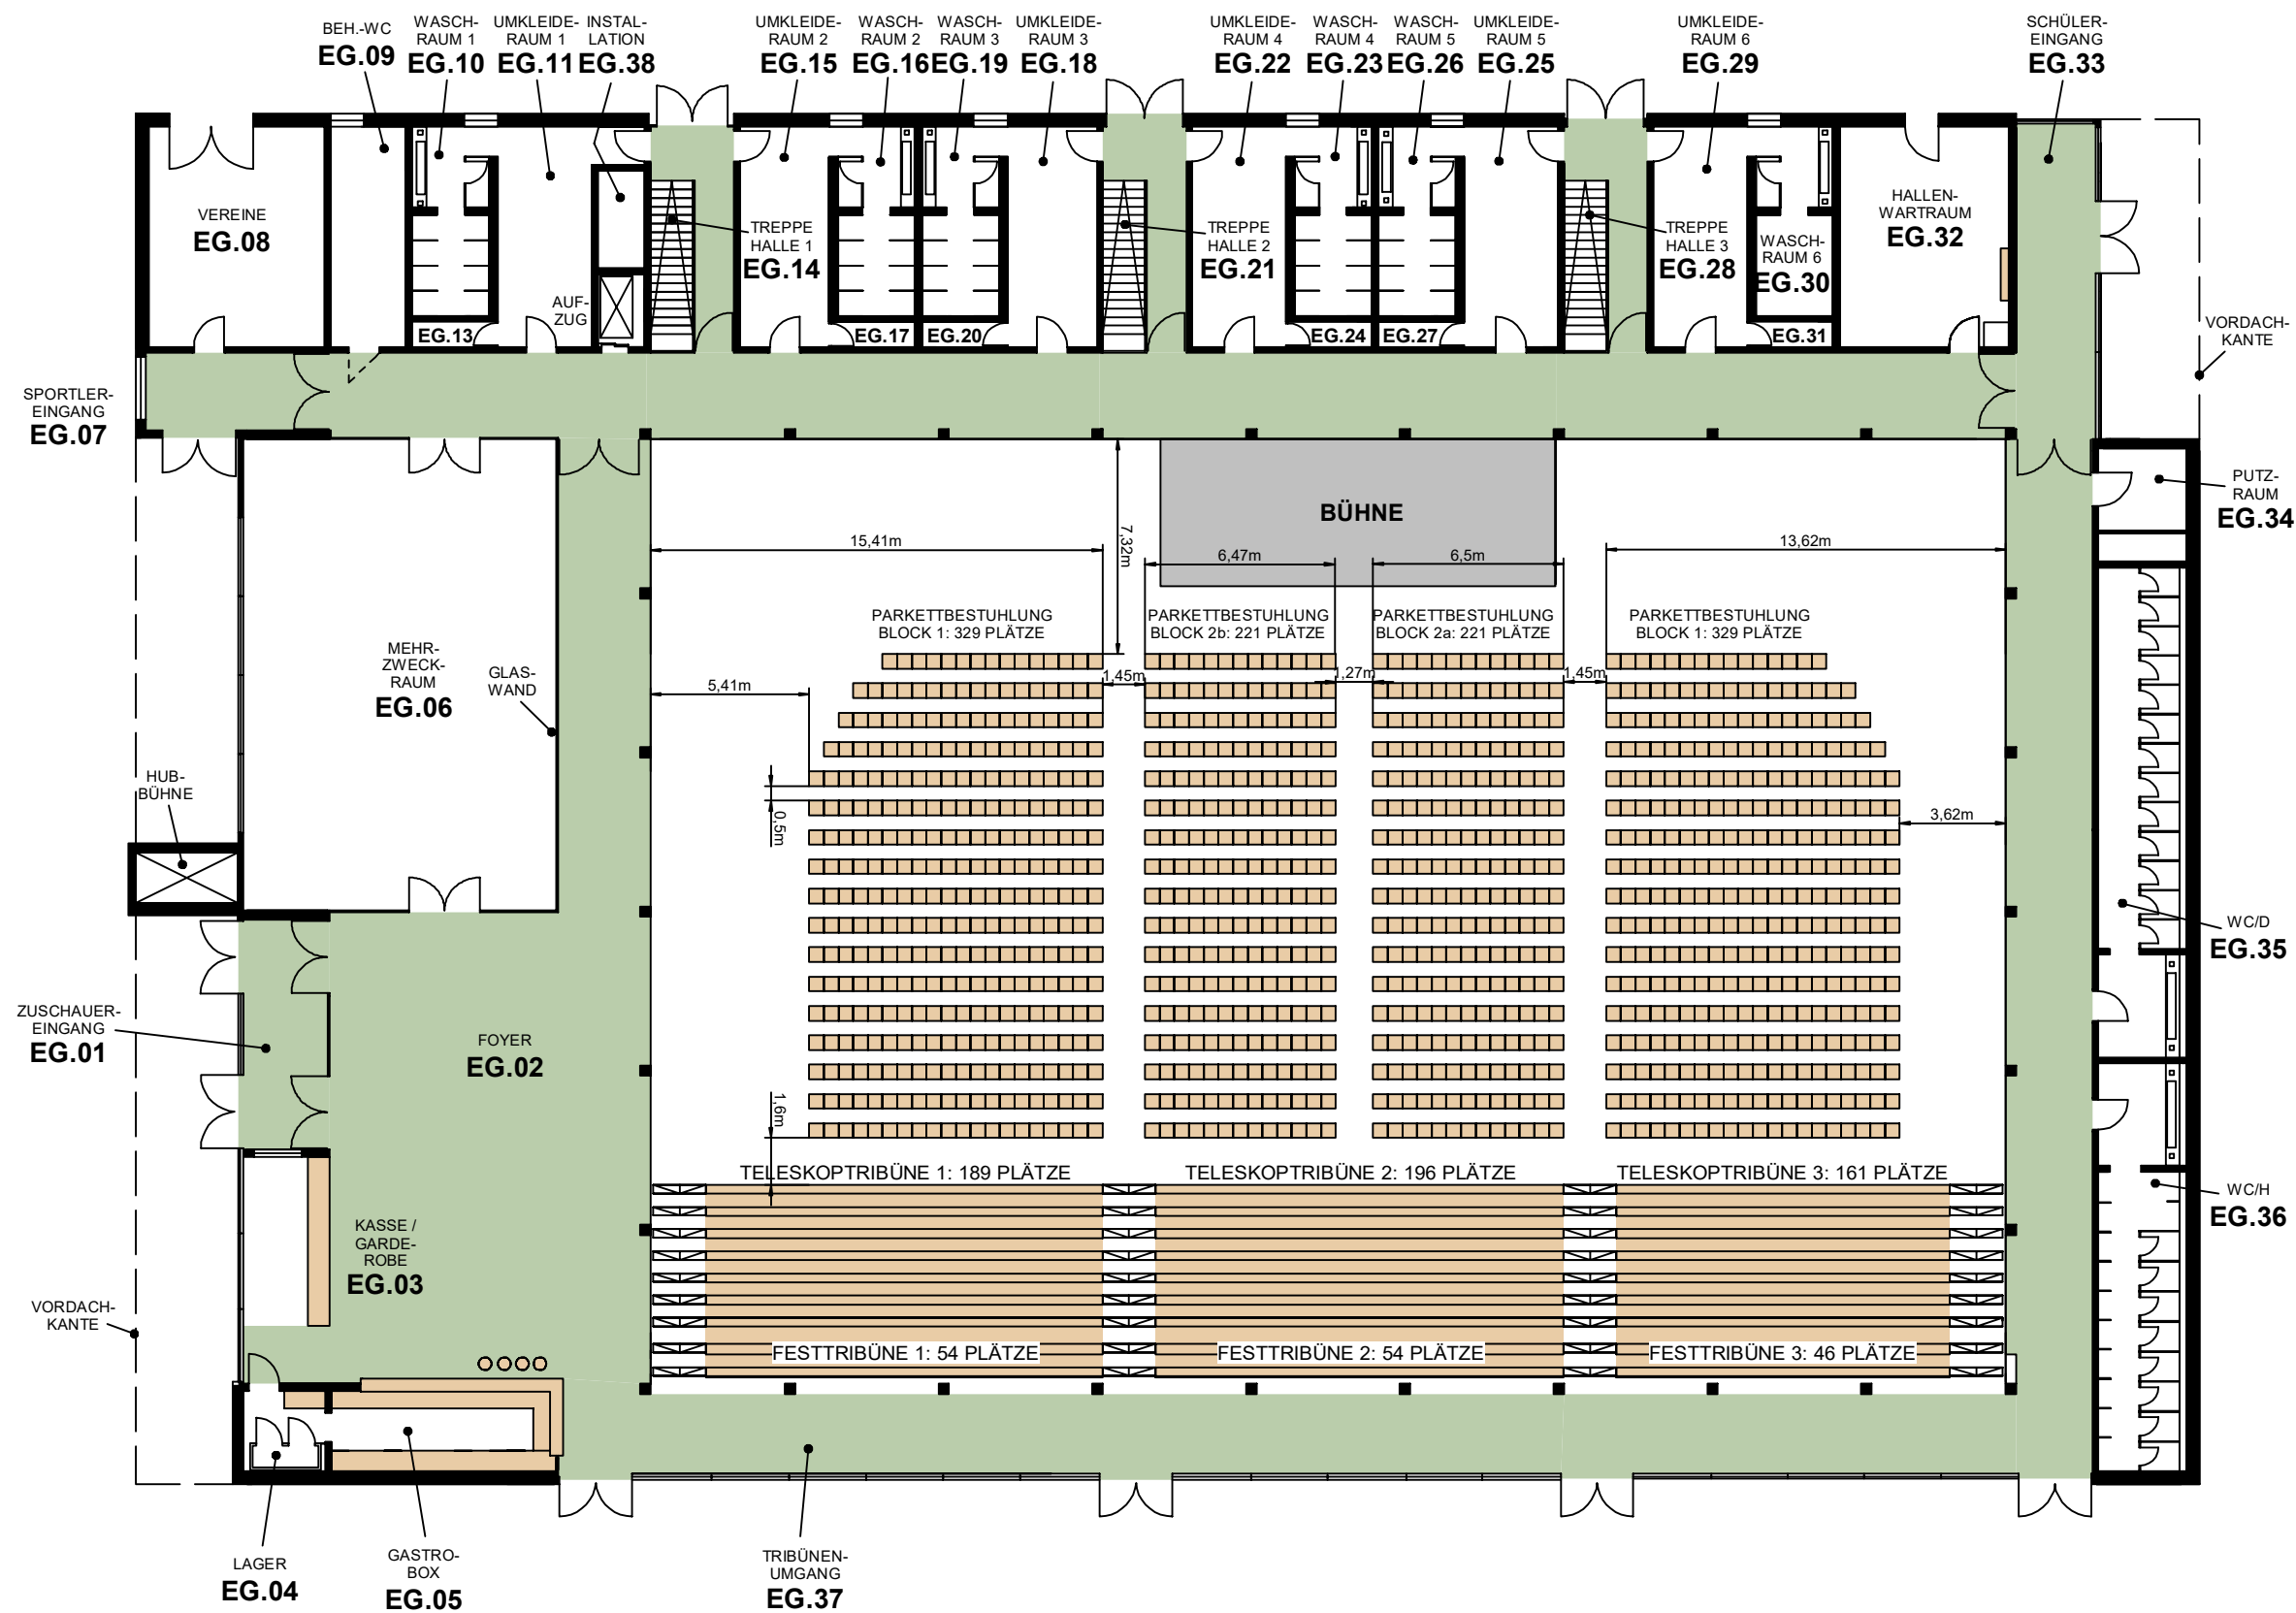 BEH.-WC
EG.09
WASCH-
RAUM 1
EG.10
UMKLEIDE-
RAUM 1
EG.11
INSTAL-
LATION
EG.38
UMKLEIDE-
RAUM 2
EG.15
WASCH-
RAUM 2
EG.16
WASCH-
RAUM 3
EG.19
UMKLEIDE-
RAUM 3
EG.18
UMKLEIDE-
RAUM 4
EG.22
WASCH-
RAUM 4
EG.23
WASCH-
RAUM 5
EG.26
UMKLEIDE-
RAUM 5
EG.25
UMKLEIDE-
RAUM 6
EG.29
SCHÜLER-
EINGANG
EG.33
VEREINE
EG.08
TREPPE
HALLE 1
EG.14
TREPPE
HALLE 2
EG.21
TREPPE
HALLE 3
EG.28
WASCH-
RAUM 6
EG.30
HALLEN-
WARTRAUM
EG.32
AUF-
ZUG
EG.13
EG.17
EG.20
EG.24
EG.27
EG.31
VORDACH-
KANTE
SPORTLER-
EINGANG
EG.07
PUTZ-
RAUM
EG.34
BÜHNE
15,41m
7,32m
6,47m
6,5m
13,62m
PARKETTBESTUHLUNG
BLOCK 1: 329 PLÄTZE
PARKETTBESTUHLUNG
BLOCK 2b: 221 PLÄTZE
PARKETTBESTUHLUNG
BLOCK 2a: 221 PLÄTZE
PARKETTBESTUHLUNG
BLOCK 1: 329 PLÄTZE
MEHR-
ZWECK-
RAUM
EG.06
GLAS-
WAND
5,41m
1,45m
1,27m
1,45m
HUB-
BÜHNE
0,5m
3,62m
WC/D
EG.35
ZUSCHAUER-
EINGANG
EG.01
FOYER
EG.02
1,6m
TELESKOPTRIBÜNE 1: 189 PLÄTZE
TELESKOPTRIBÜNE 2: 196 PLÄTZE
TELESKOPTRIBÜNE 3: 161 PLÄTZE
WC/H
EG.36
KASSE /
GARDE-
ROBE
EG.03
VORDACH-
KANTE
FESTTRIBÜNE 1: 54 PLÄTZE
FESTTRIBÜNE 2: 54 PLÄTZE
FESTTRIBÜNE 3: 46 PLÄTZE
LAGER
EG.04
GASTRO-
BOX
EG.05
TRIBÜNEN-
UMGANG
EG.37